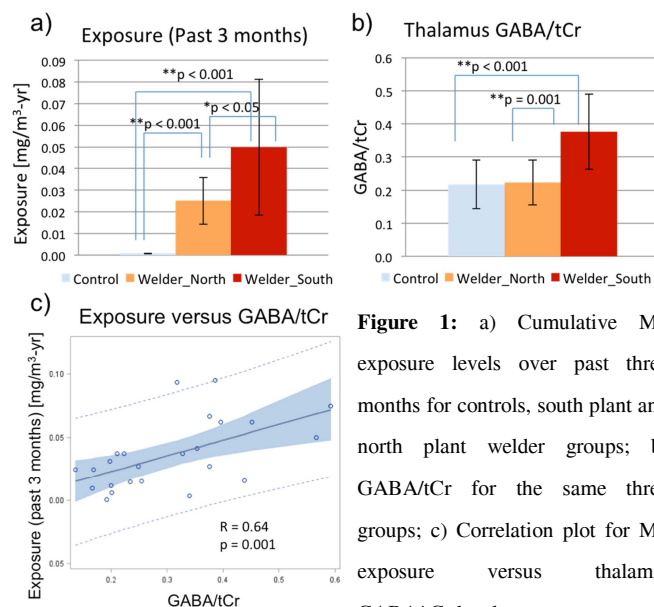 a) Exposure (Past 3 months)
Exposure [mg/m³-yr]
0.09
0.08
0.07
0.06
0.05
0.04
0.03
0.02
0.01
0.00
**p < 0.001
*p < 0.05
**p < 0.001
Control Welder_North Welder_South
b) Thalamus GABA/tCr
GABA/tCr
0.6
0.5
0.4
0.3
0.2
0.1
0.0
**p < 0.001
**p = 0.001
Control Welder_North Welder_South
c) Exposure versus GABA/tCr
Exposure (past 3 months) [mg/m³-yr]
0.10
0.05
0.00
0.05
R = 0.64
p = 0.001
0.2 0.3 0.4 0.5 0.6
GABA/tCr
Figure 1: a) Cumulative M
exposure levels over past thre
months for controls, south plant an
north plant welder groups; b
GABA/tCr for the same thre
groups; c) Correlation plot for M
exposure versus thalam